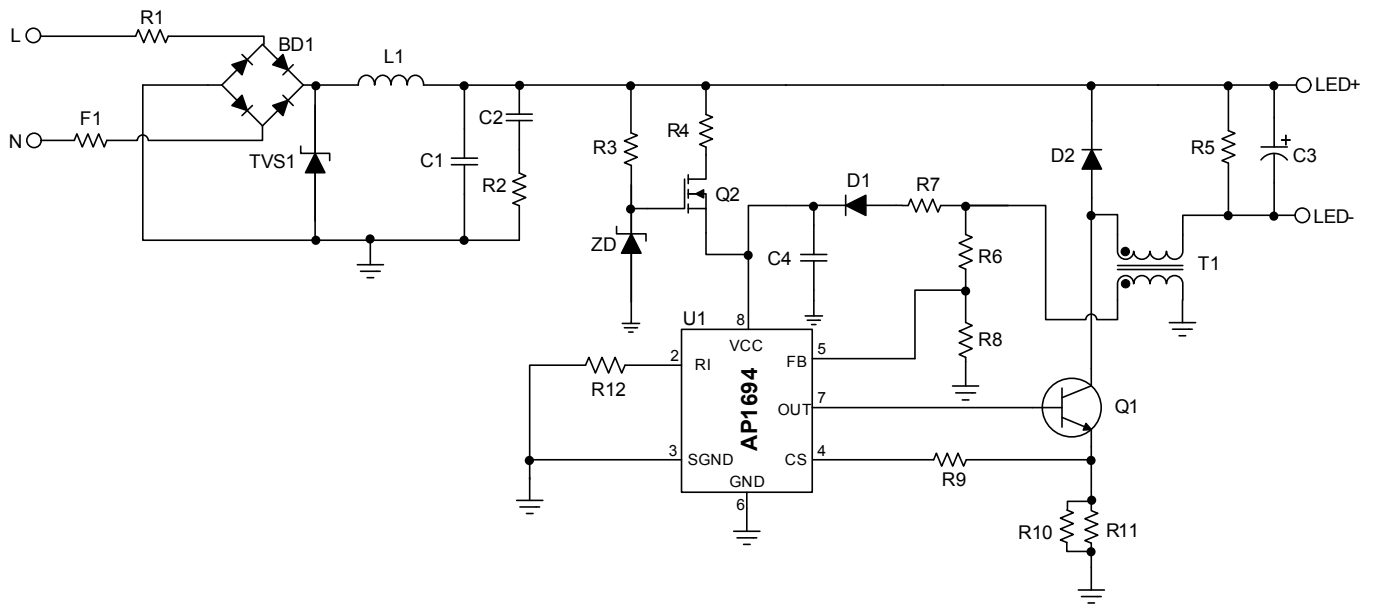 L
R1
BD1
L1
LED+
N
F1
TVS1
C1
C2
R2
R3
R4
Q2
ZD
D1
R7
C4
R6
R8
D2
R5
C3
LED-
T1
U1
8
VCC
2
RI
R12
5
FB
AP1694
7
OUT
Q1
3
SGND
4
CS
R9
GND
6
R10
R11
+